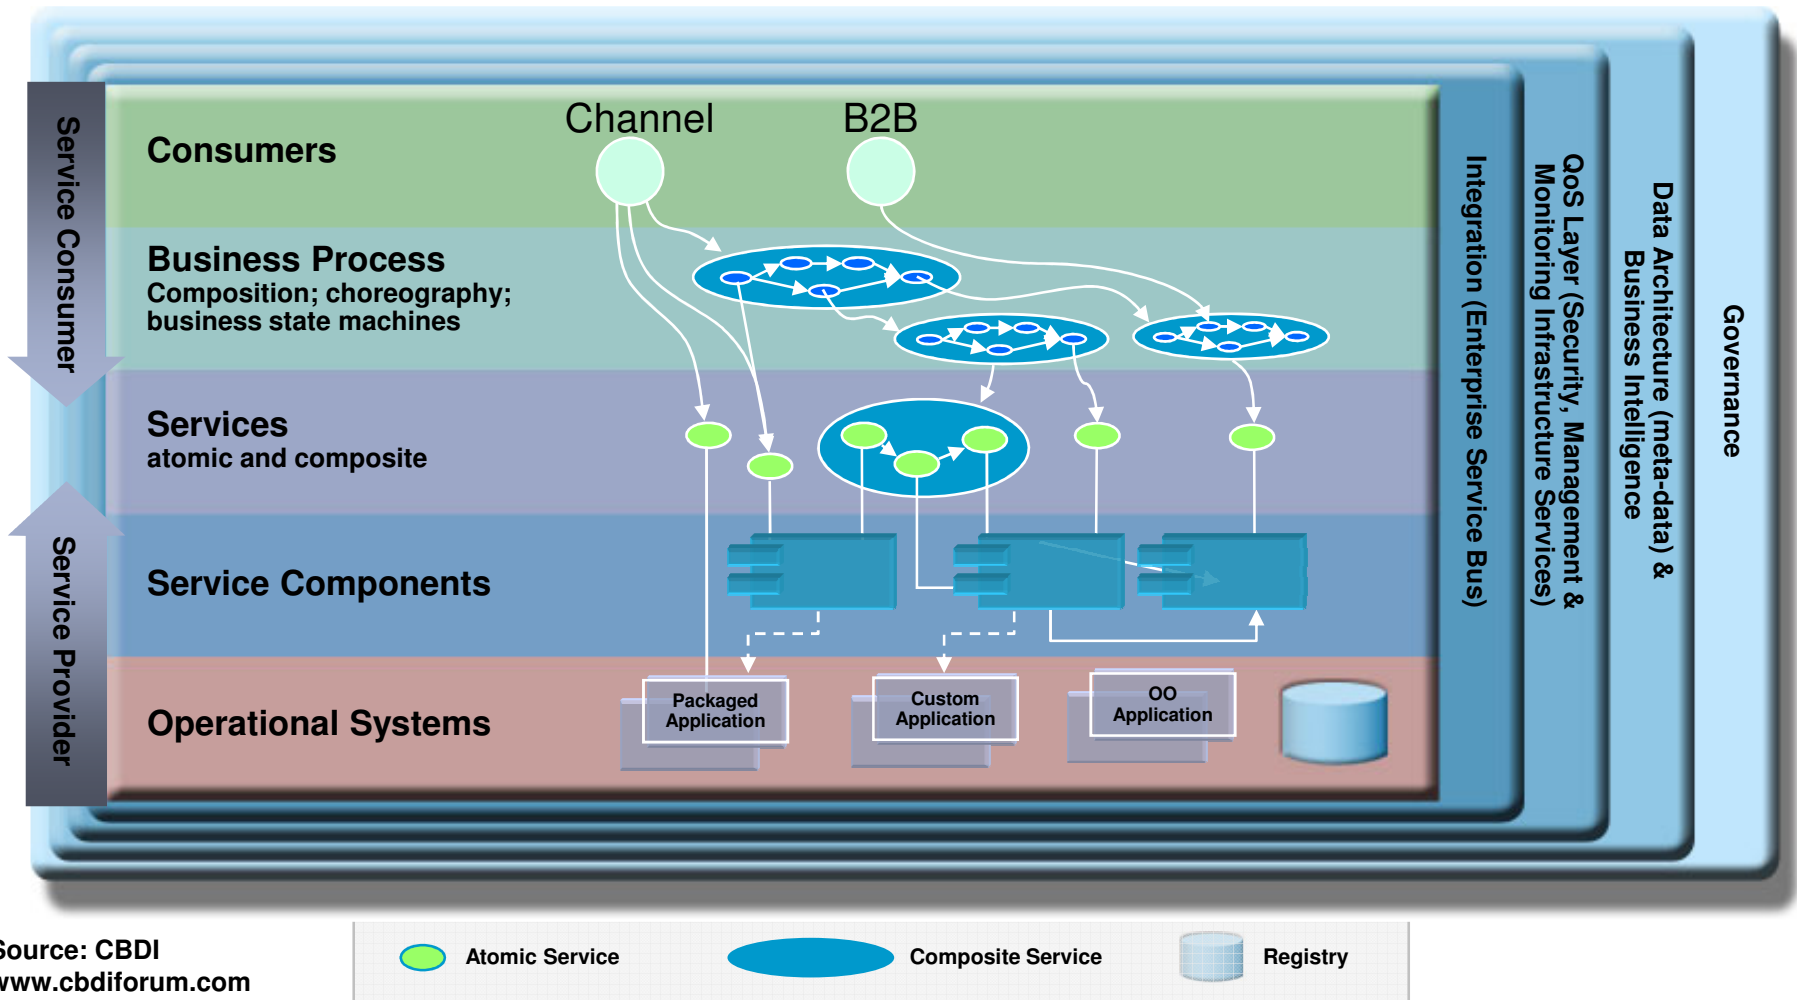 Channel
B2B
Consumers
Business Process
Composition; choreography;
business state machines
Services
atomic and composite
Service Components
Operational Systems
Packaged
Application
Custom
Application
OO
Application
Service Consumer
Service Provider
Integration (Enterprise Service Bus)
QoS Layer (Security, Management &
Monitoring Infrastructure Services)
Data Architecture (meta-data) &
Business Intelligence
Governance
Source: CBDI
www.cbdiforum.com
Atomic Service
Composite Service
Registry